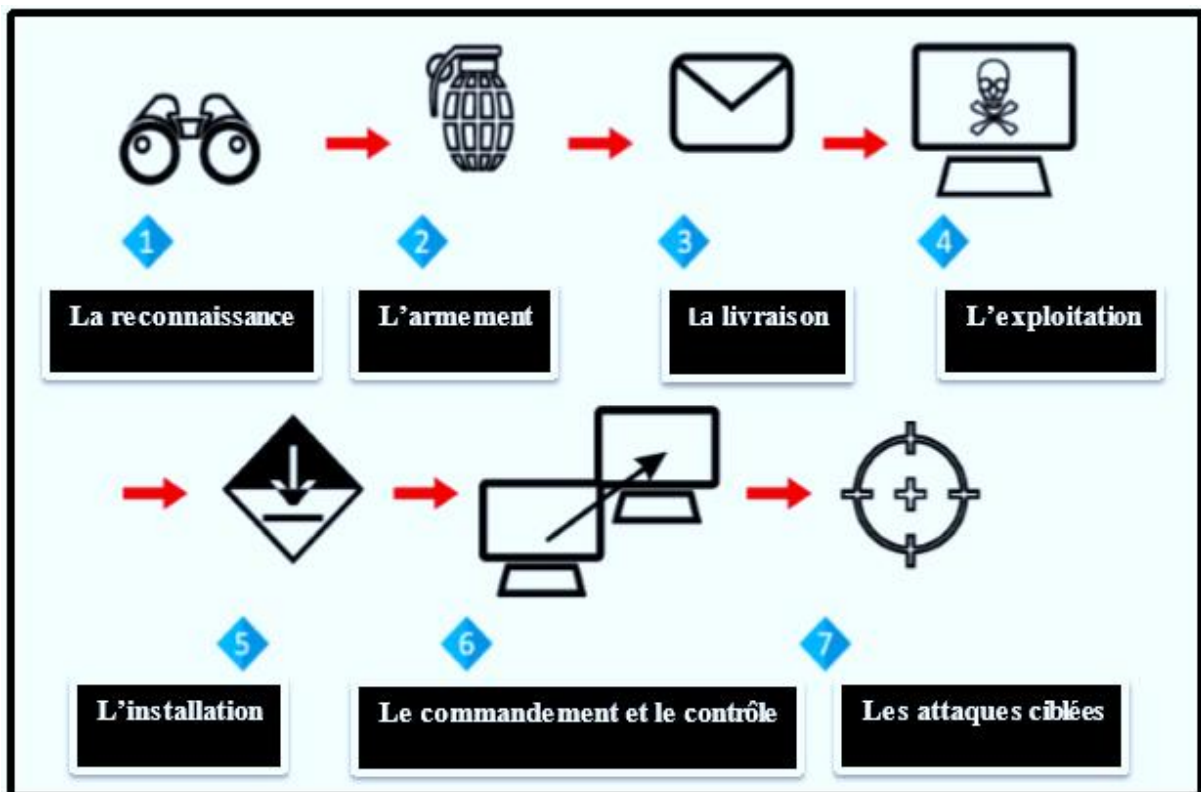 1
2
3
4
La reconnaissance
L’armement
La livraison
L’exploitation
5
6
7
L’installation
Le commandement et le contrôle
Les attaques ciblées